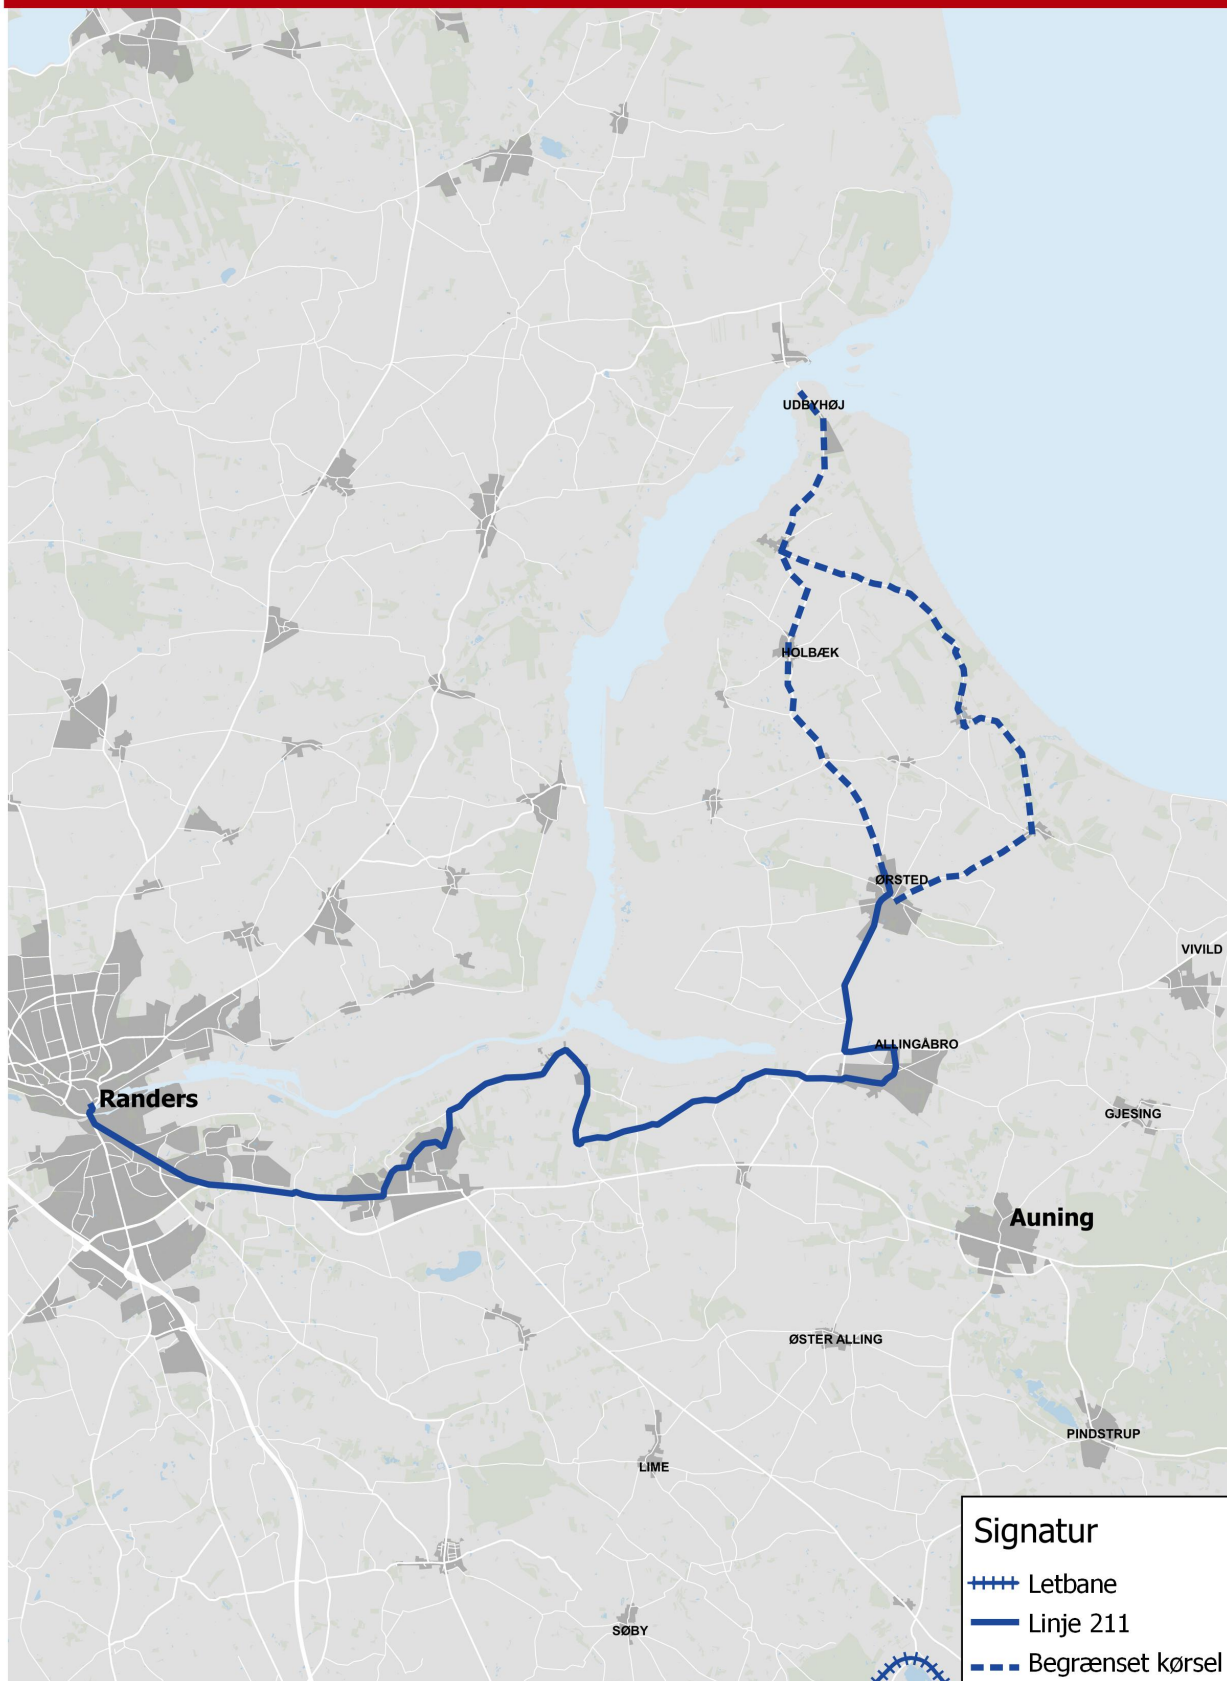 UDBYHØJ
HOLBÆK
ØRSTED
VIVILD
ALLINGÅBRO
Randers
GJESING
Auning
ØSTER ALLING
PINDSTRUP
LIME
SØBY
Signatur
Letbane
Linje 211
Begrænset kørsel